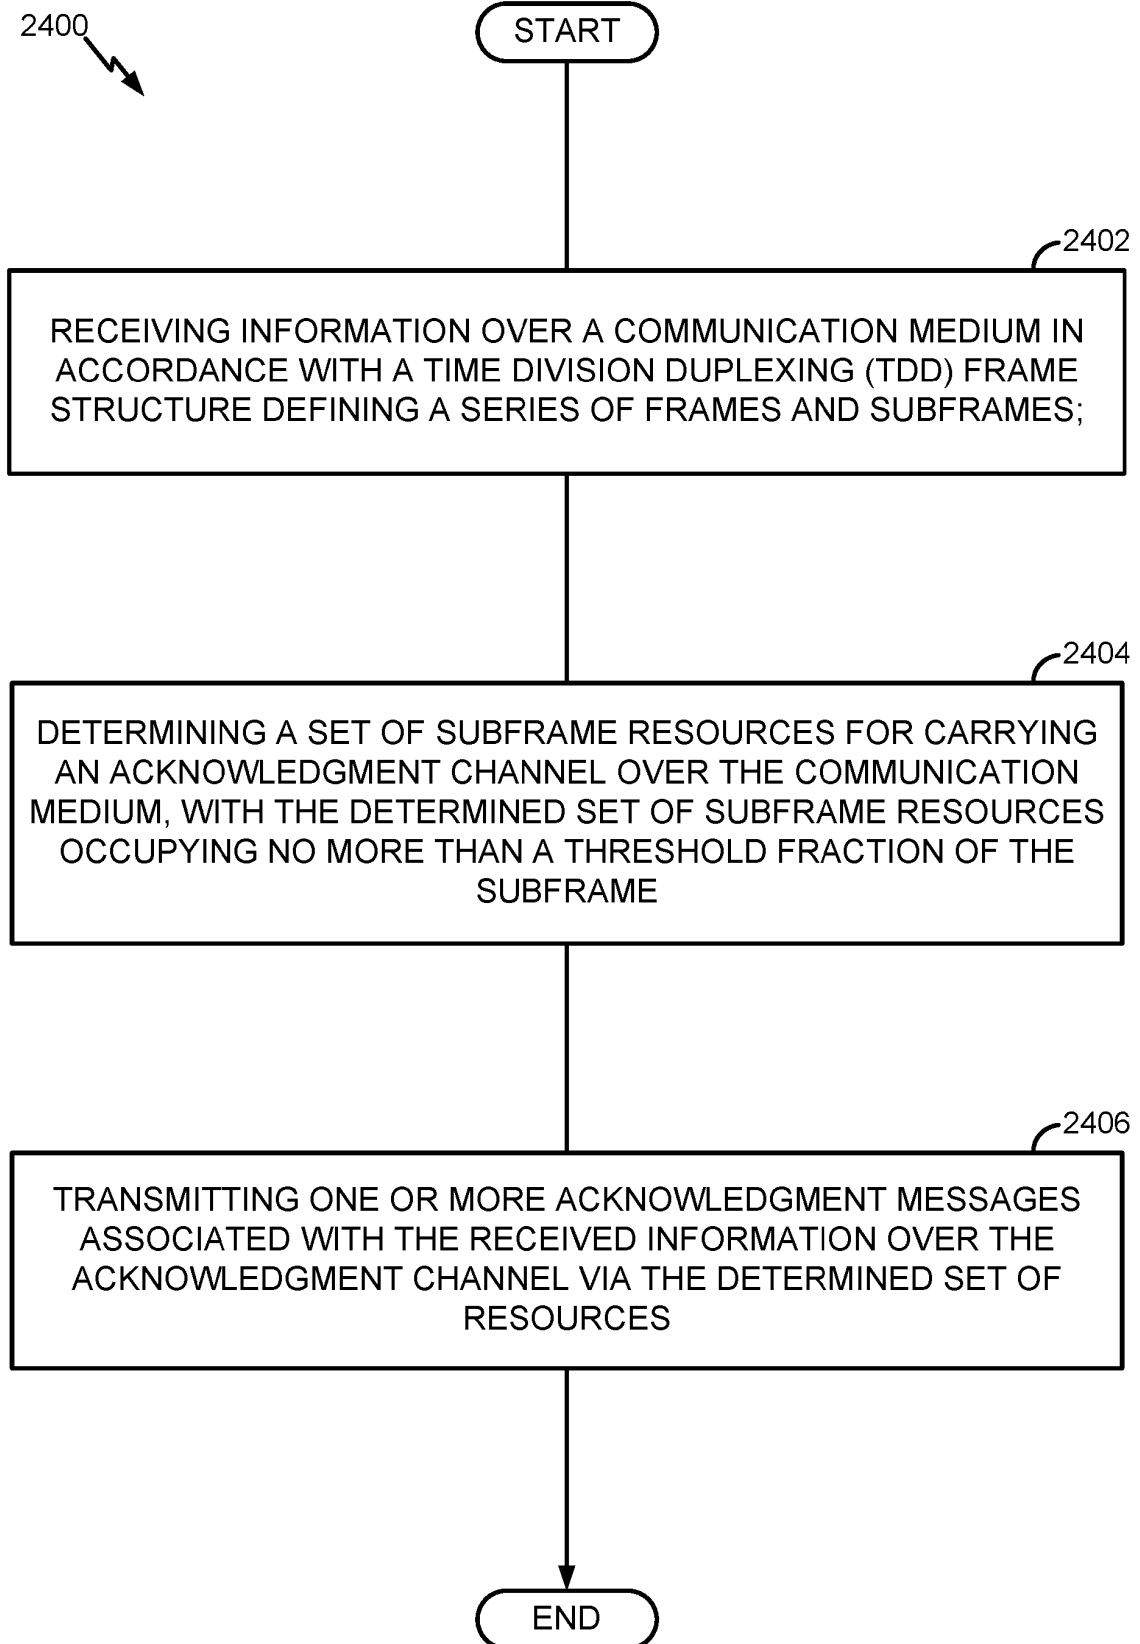 2400
START
2402
RECEIVING INFORMATION OVER A COMMUNICATION MEDIUM IN
ACCORDANCE WITH A TIME DIVISION DUPLEXING (TDD) FRAME
STRUCTURE DEFINING A SERIES OF FRAMES AND SUBFRAMES;
2404
DETERMINING A SET OF SUBFRAME RESOURCES FOR CARRYING
AN ACKNOWLEDGMENT CHANNEL OVER THE COMMUNICATION
MEDIUM, WITH THE DETERMINED SET OF SUBFRAME RESOURCES
OCCUPYING NO MORE THAN A THRESHOLD FRACTION OF THE
SUBFRAME
2406
TRANSMITTING ONE OR MORE ACKNOWLEDGMENT MESSAGES
ASSOCIATED WITH THE RECEIVED INFORMATION OVER THE
ACKNOWLEDGMENT CHANNEL VIA THE DETERMINED SET OF
RESOURCES
END